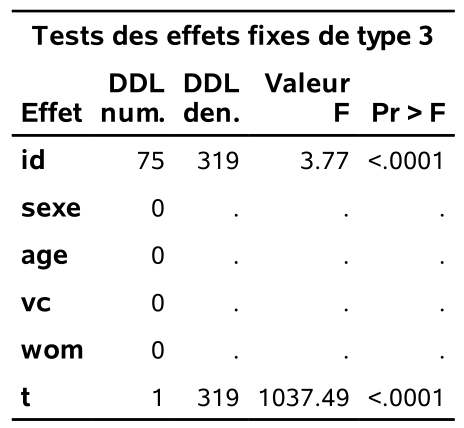 Tests des effets fixes de type 3
Effet DDL num. DDL den. Valeur F Pr > F
id 75 319 3.77 <.0001
sexe 0 . . .
age 0 . . .
vc 0 . . .
wom 0 . . .
t 1 319 1037.49 <.0001